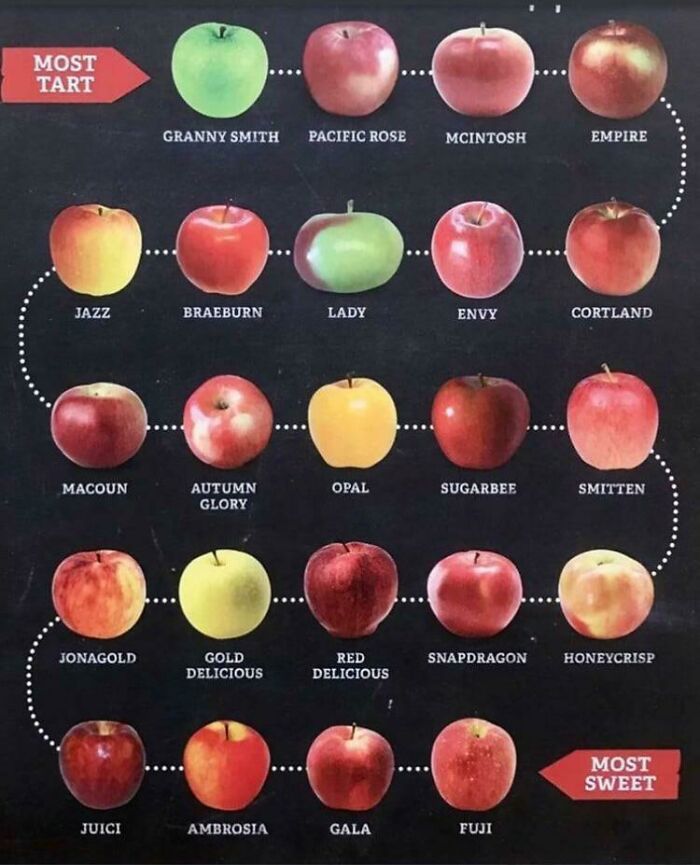 MOST
TART
GRANNY SMITH
PACIFIC ROSE
MCINTOSH
EMPIRE
JAZZ
BRAEBURN
LADY
ENVY
CORTLAND
MACOUN
AUTUMN
GLORY
OPAL
SUGARBEE
SMITTEN
JONAGOLD
GOLD
DELICIOUS
RED
DELICIOUS
SNAPDRAGON
HONEYCRISP
JUICI
AMBROSIA
GALA
FUJI
MOST
SWEET